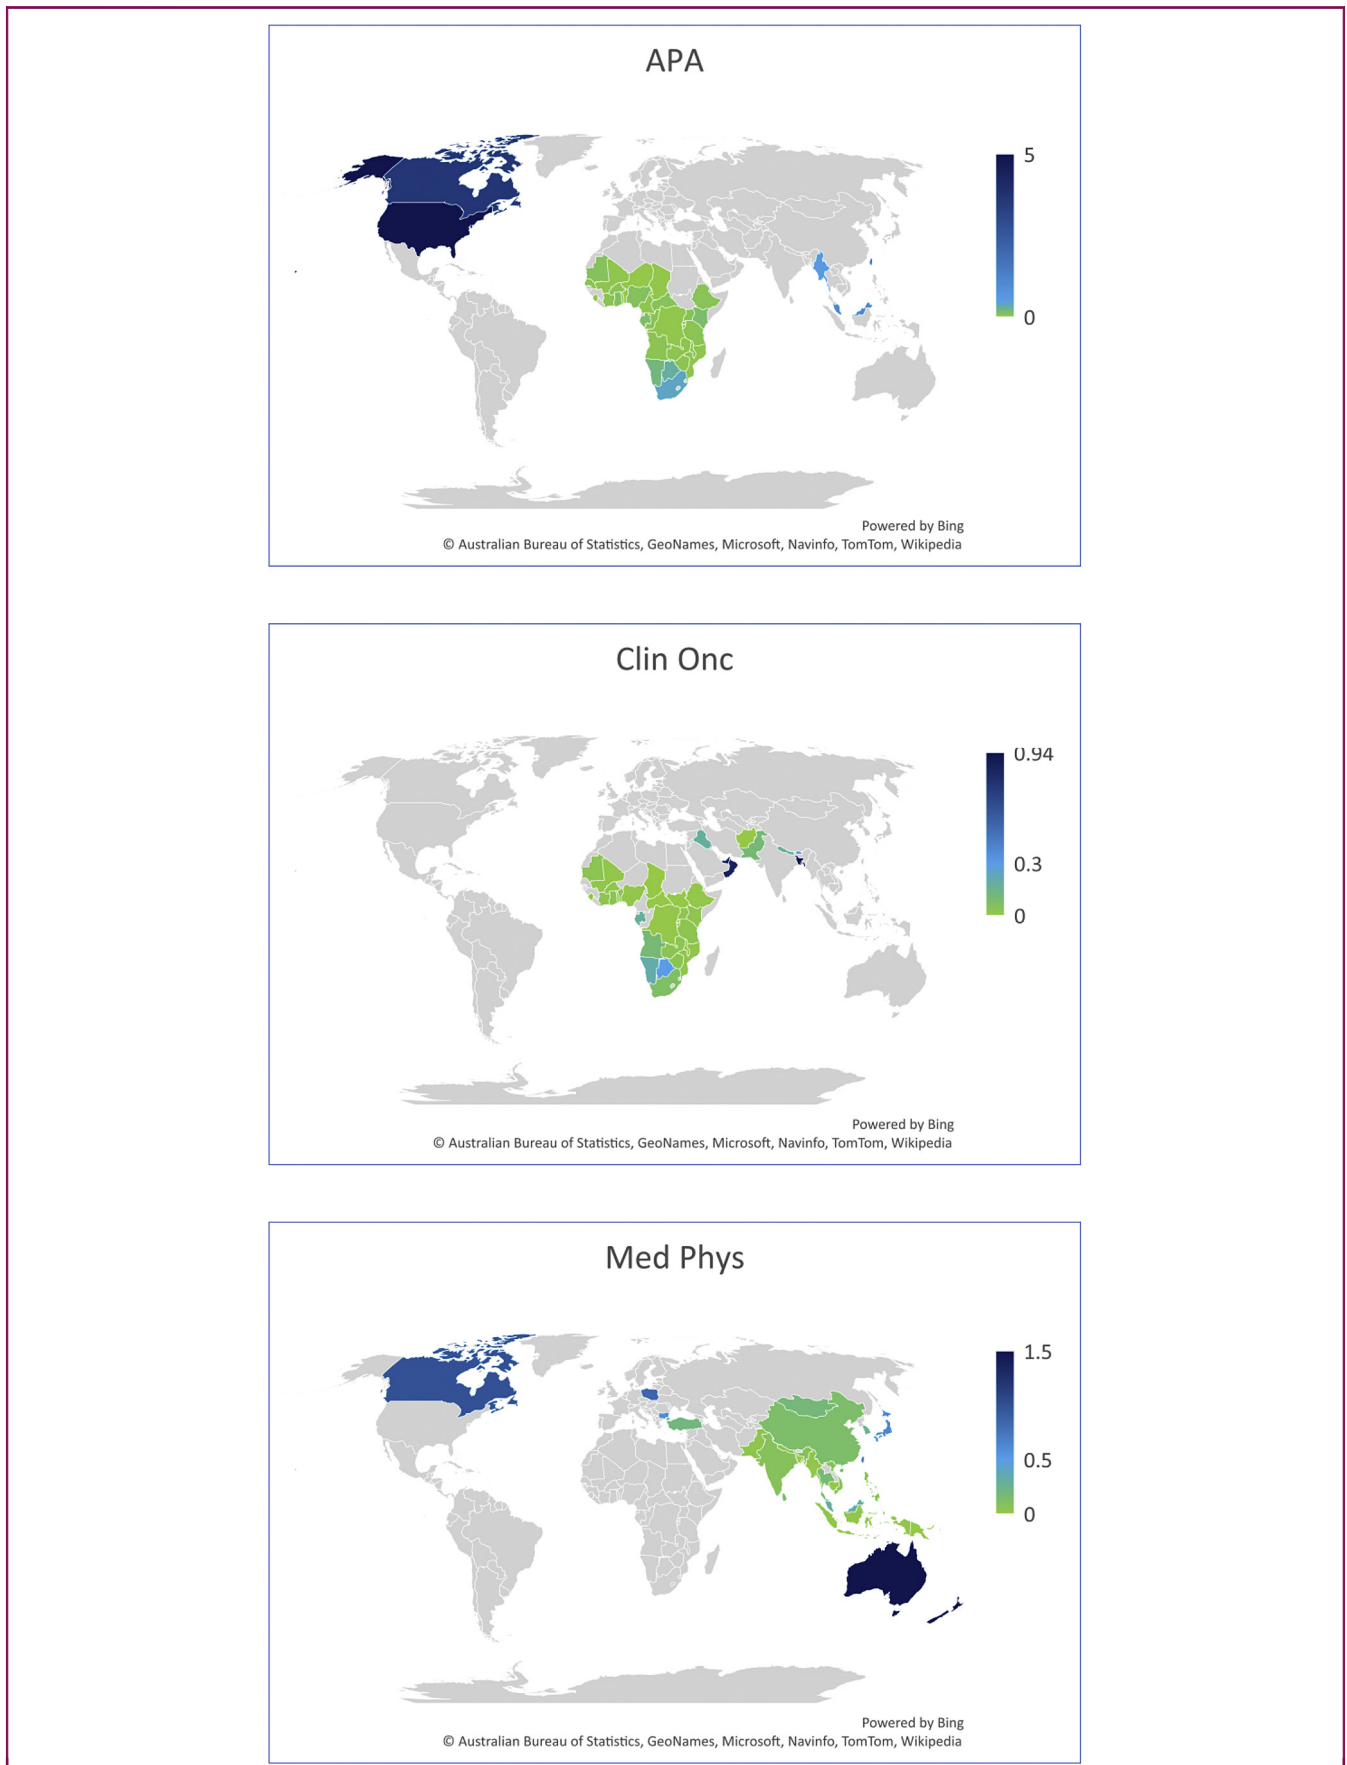 APA
5
0
Powered by Bing
© Australian Bureau of Statistics, GeoNames, Microsoft, Navinfo, TomTom, Wikipedia
Clin Onc
0.94
0.3
0
Powered by Bing
© Australian Bureau of Statistics, GeoNames, Microsoft, Navinfo, TomTom, Wikipedia
Med Phys
1.5
0.5
0
Powered by Bing
© Australian Bureau of Statistics, GeoNames, Microsoft, Navinfo, TomTom, Wikipedia